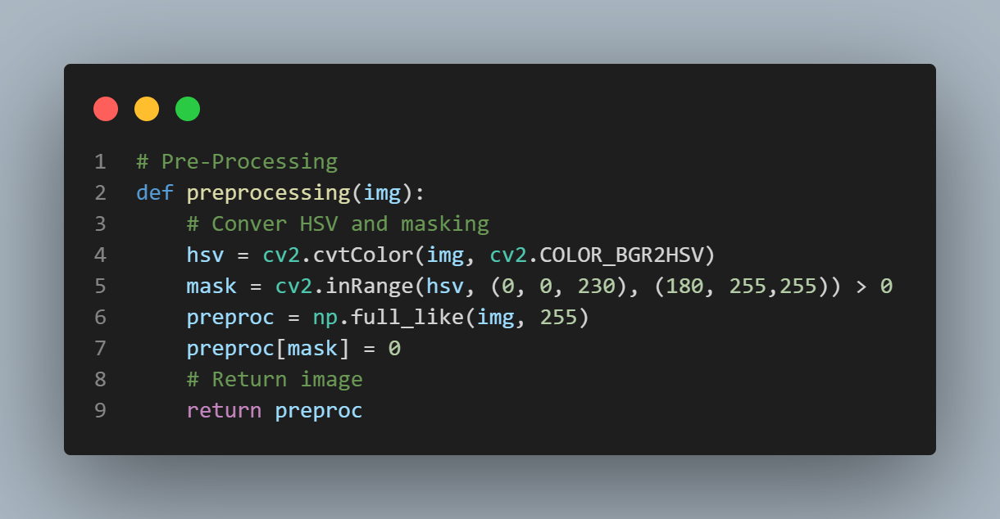 1 # Pre-Processing
2 def preprocessing(img):
3     # Conver HSV and masking
4     hsv = cv2.cvtColor(img, cv2.COLOR_BGR2HSV)
5     mask = cv2.inRange(hsv, (0, 0, 230), (180, 255,255)) > 0
6     preproc = np.full_like(img, 255)
7     preproc[mask] = 0
8     # Return image
9     return preproc